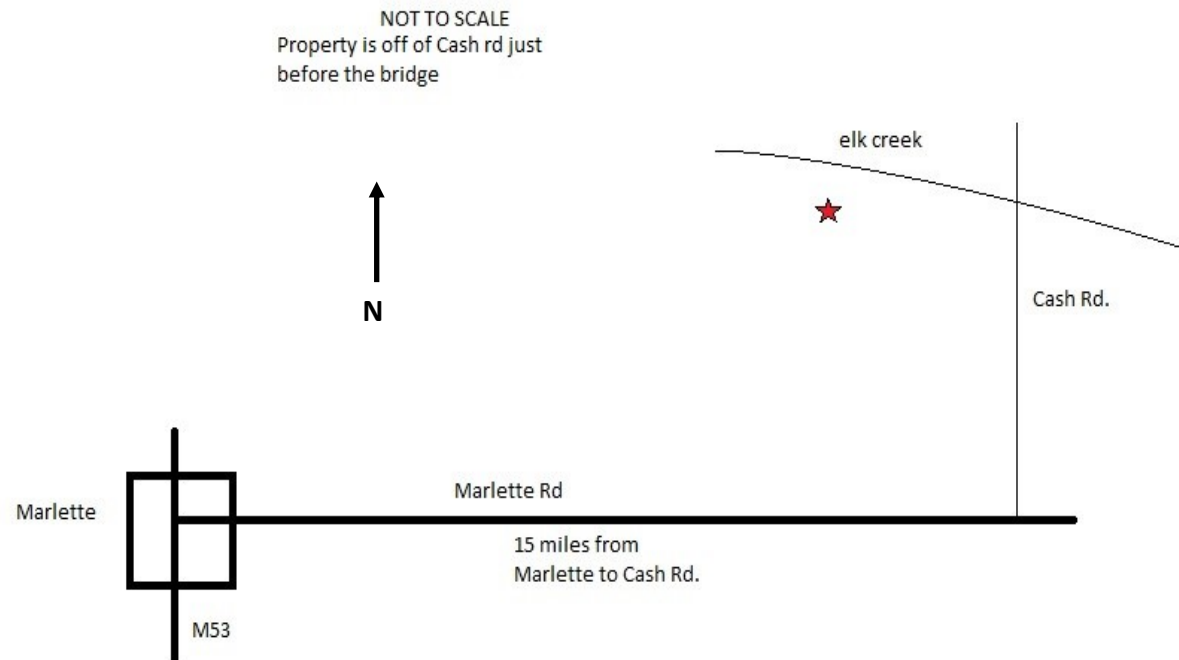 NOT TO SCALE
Property is off of Cash rd just
before the bridge
elk creek
N
Cash Rd.
Marlette Rd
Marlette
15 miles from
Marlette to Cash Rd.
M53